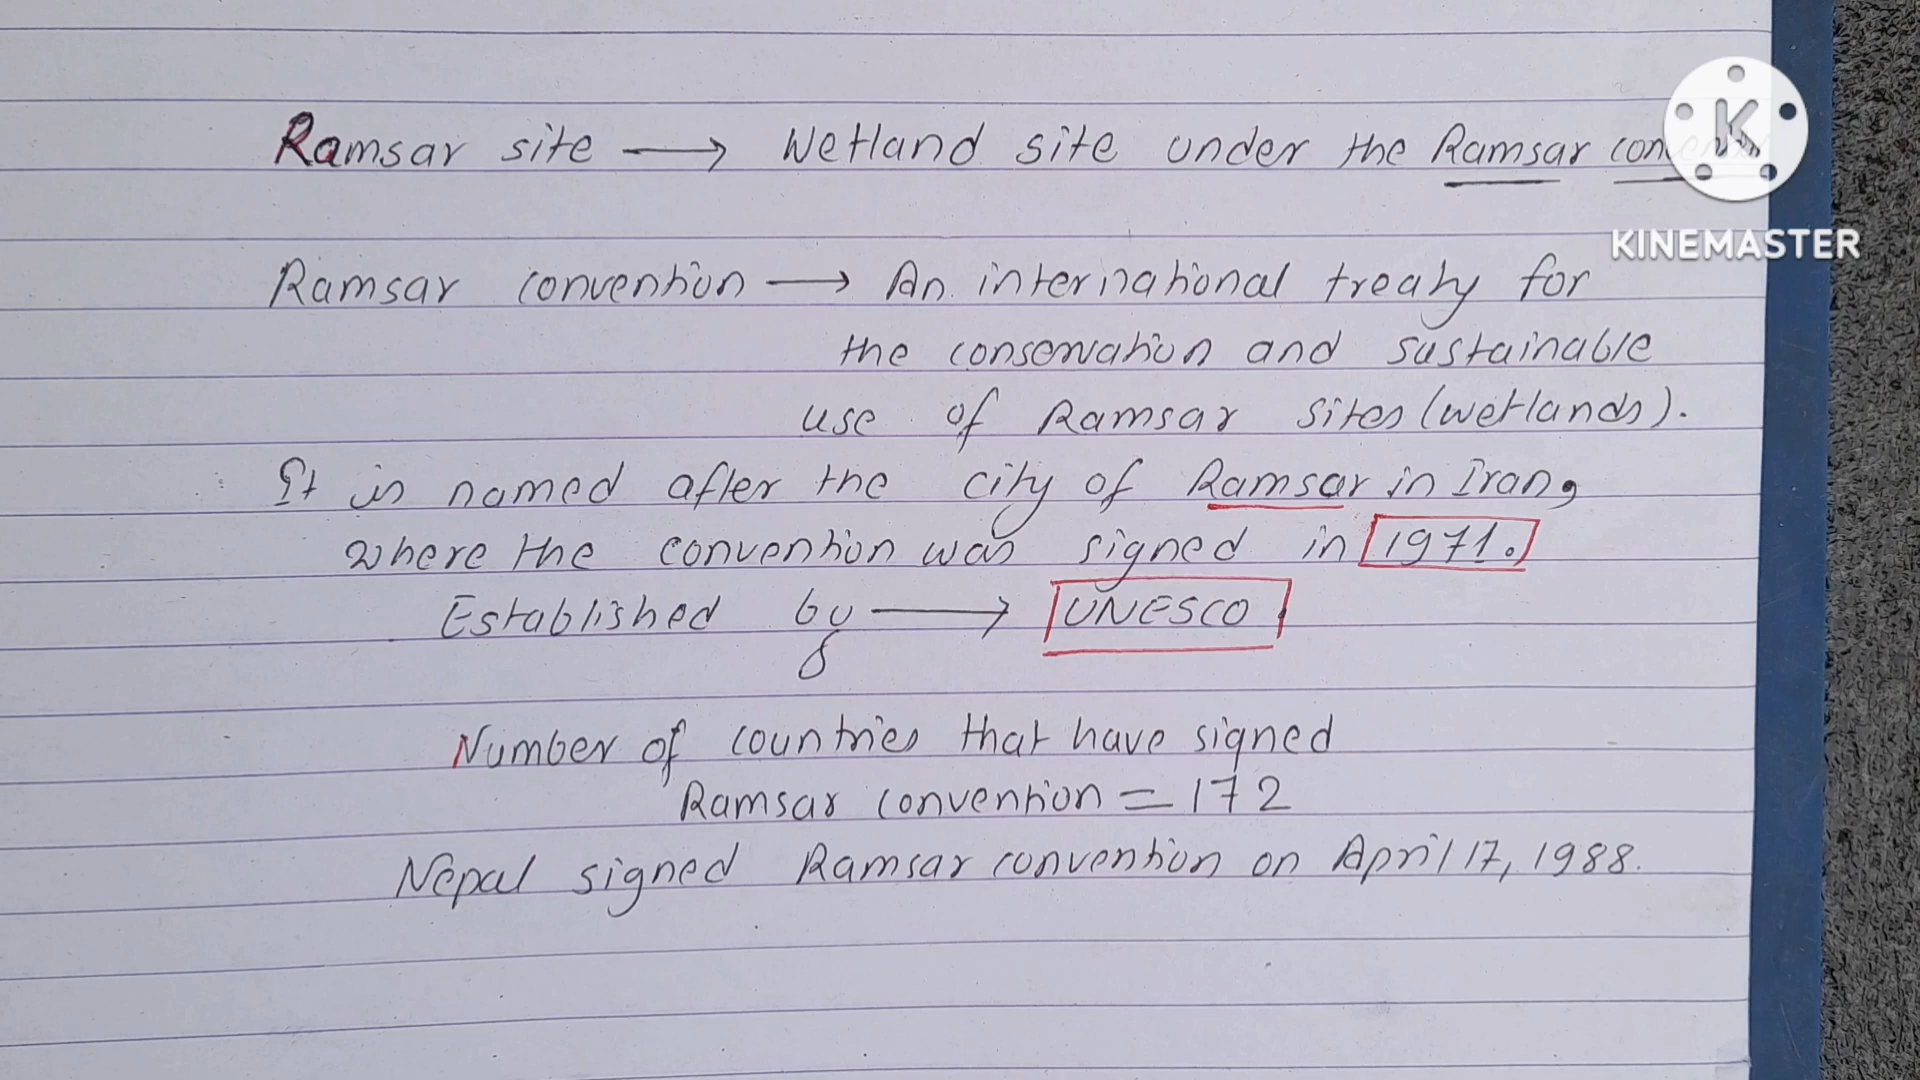 Ramsar site → Wetland site under the Ramsar
KINEMASTER
Ramsar convention → An international treaty for
the conservation and sustainable
use of Ramsar sites (wetlands).
It is named after the city of Ramsar in Iran,
where the convention was signed in 1971.
Established by → UNESCO
Number of countries that have signed
Ramsar convention = 172
Nepal signed Ramsar convention on April 17, 1988.